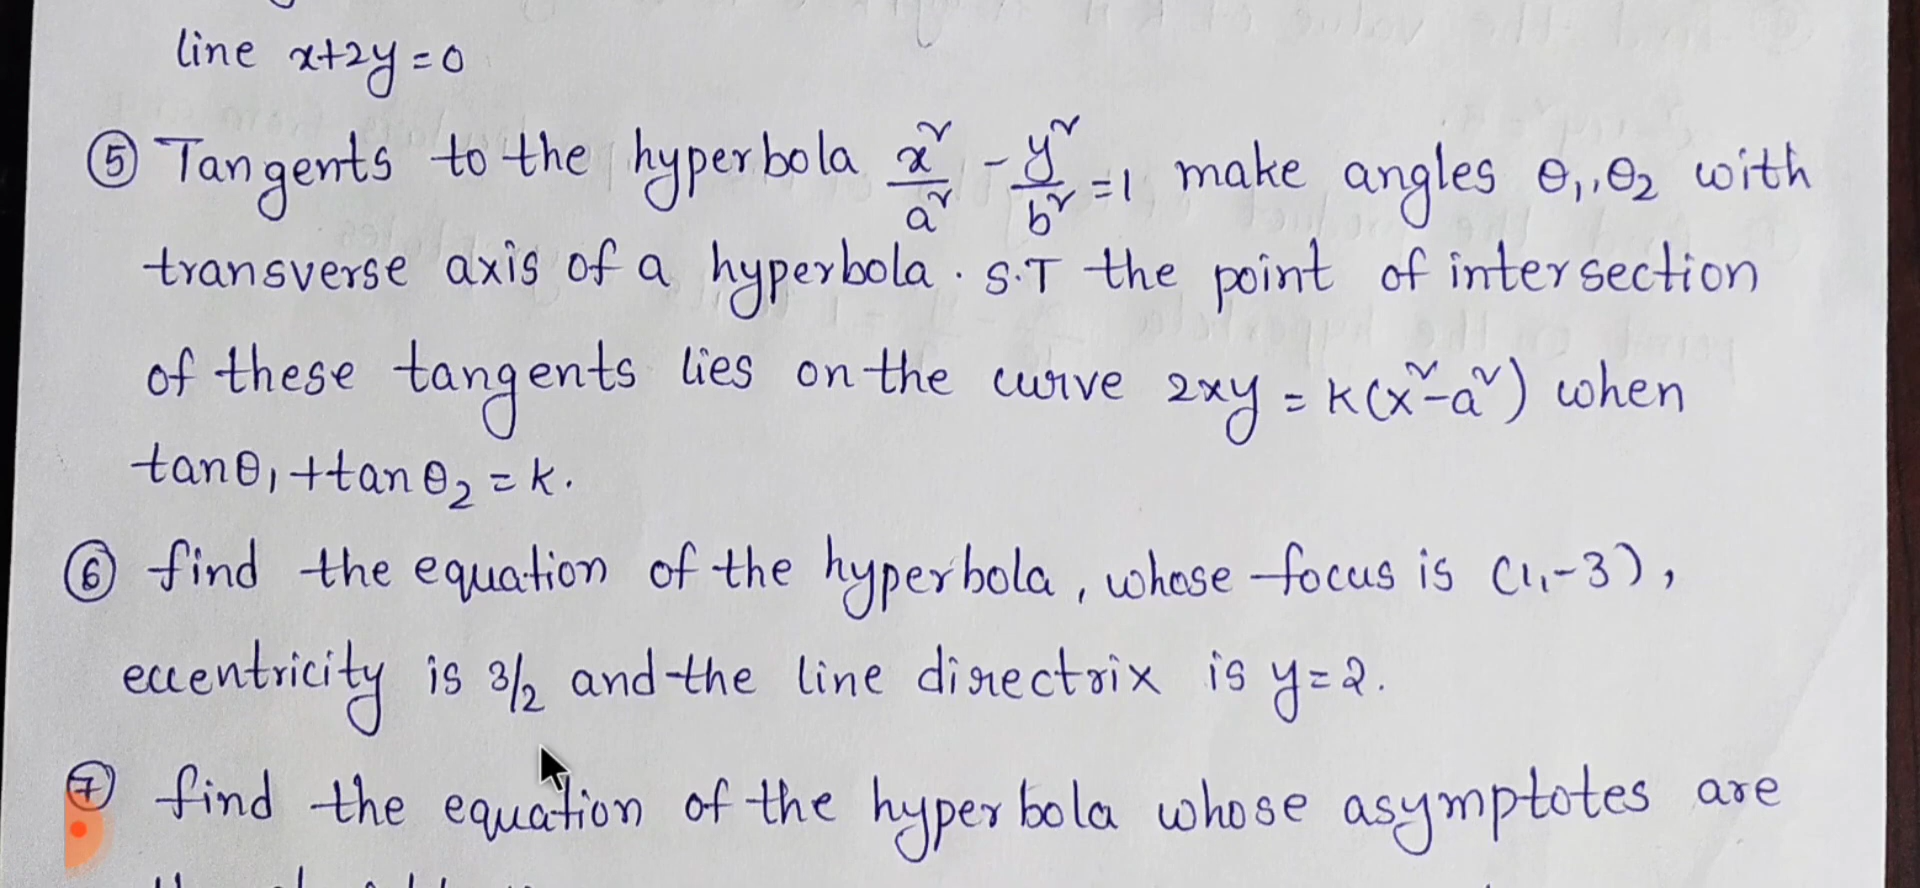 line x+2y=0
⑤ Tangents to the hyperbola x²/a² - y²/b² =1 make angles θ₁,θ₂ with
transverse axis of a hyperbola. S.T the point of intersection
of these tangents lies on the curve 2xy = k(x²-a²) when
tanθ₁+tanθ₂ = k.
⑥ find the equation of the hyperbola, whose focus is (1,-3),
eccentricity is 3/2 and the line directrix is y=2.
⑦ find the equation of the hyperbola whose asymptotes are